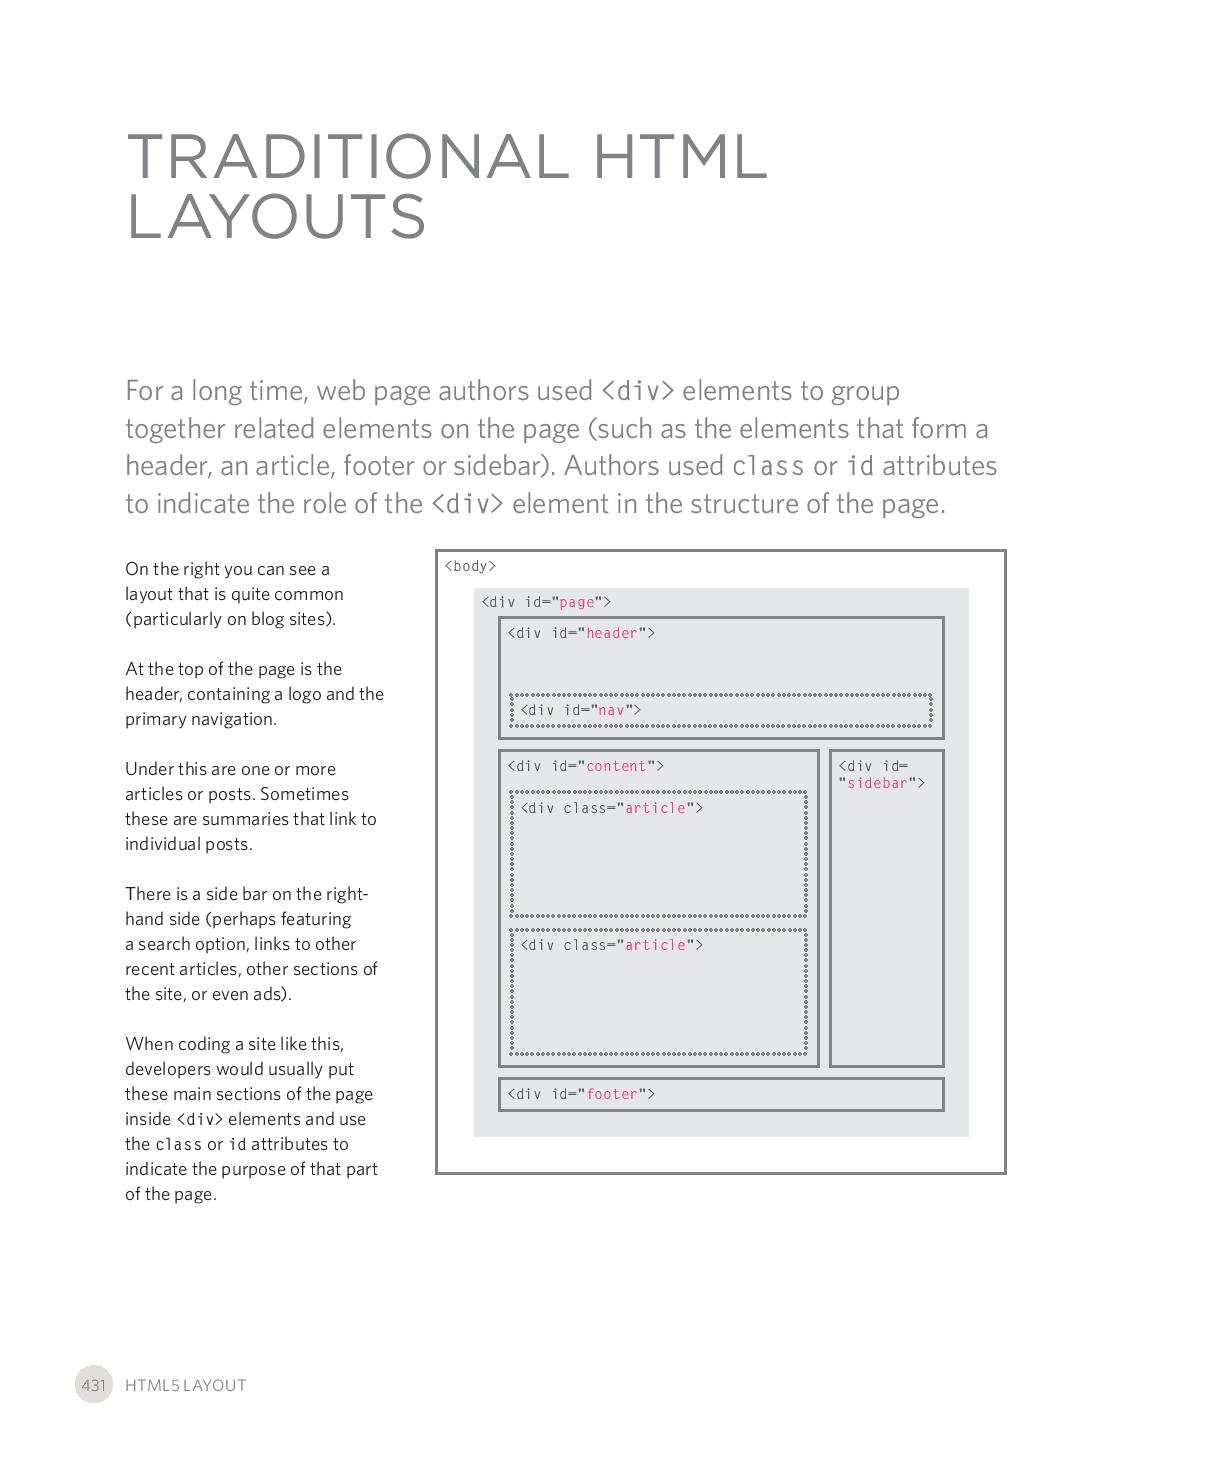 TRADITIONAL HTML
LAYOUTS
For a long time, web page authors used <div> elements to group
together related elements on the page (such as the elements that form a
header, an article, footer or sidebar). Authors used class or id attributes
to indicate the role of the <div> element in the structure of the page.
On the right you can see a
layout that is quite common
(particularly on blog sites).
At the top of the page is the
header, containing a logo and the
primary navigation.
Under this are one or more
articles or posts. Sometimes
these are summaries that link to
individual posts.
There is a side bar on the right-
hand side (perhaps featuring
a search option, links to other
recent articles, other sections of
the site, or even ads).
When coding a site like this,
developers would usually put
these main sections of the page
inside <div> elements and use
the class or id attributes to
indicate the purpose of that part
of the page.
<body>
<div id="page">
<div id="header">
<div id="nav">
<div id="content">
<div class="article">
<div class="article">
<div id=
"sidebar">
<div id="footer">
431 HTML5 LAYOUT